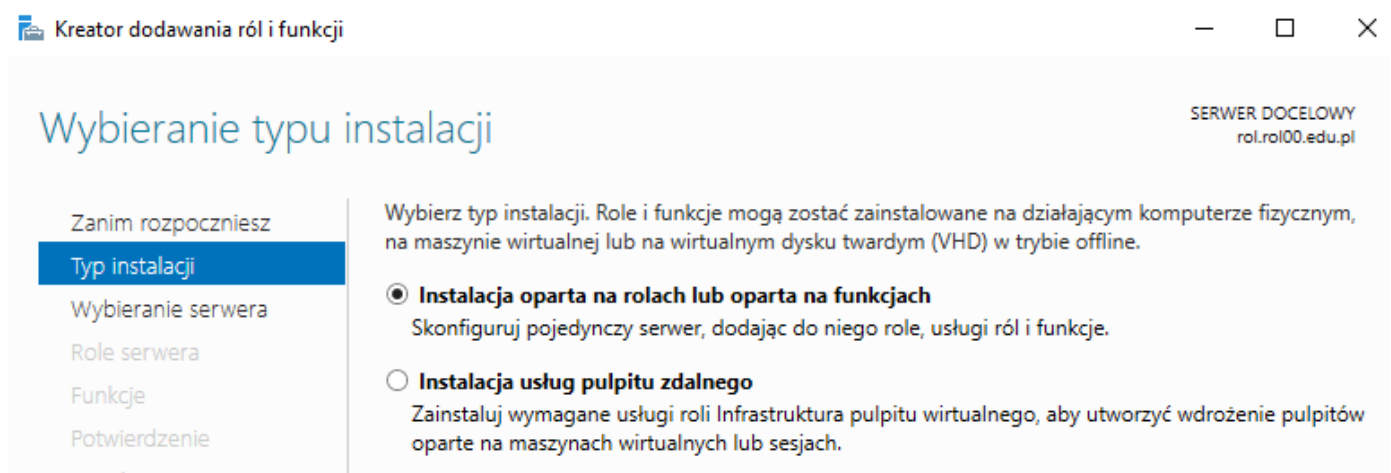 Kreator dodawania ról i funkcji
Wybieranie typu instalacji
SERWER DOCELOWY
rol.rol00.edu.pl
Zanim rozpoczniesz
Typ instalacji
Wybieranie serwera
Role serwera
Funkcje
Potwierdzenie
Wybierz typ instalacji. Role i funkcje mogą zostać zainstalowane na działającym komputerze fizycznym,
na maszynie wirtualnej lub na wirtualnym dysku twardym (VHD) w trybie offline.
Instalacja oparta na rolach lub oparta na funkcjach
Skonfiguruj pojedynczy serwer, dodając do niego role, usługi ról i funkcje.
Instalacja usług pulpitu zdalnego
Zainstaluj wymagane usługi roli Infrastruktura pulpitu wirtualnego, aby utworzyć wdrożenie pulpitów
oparte na maszynach wirtualnych lub sesjach.